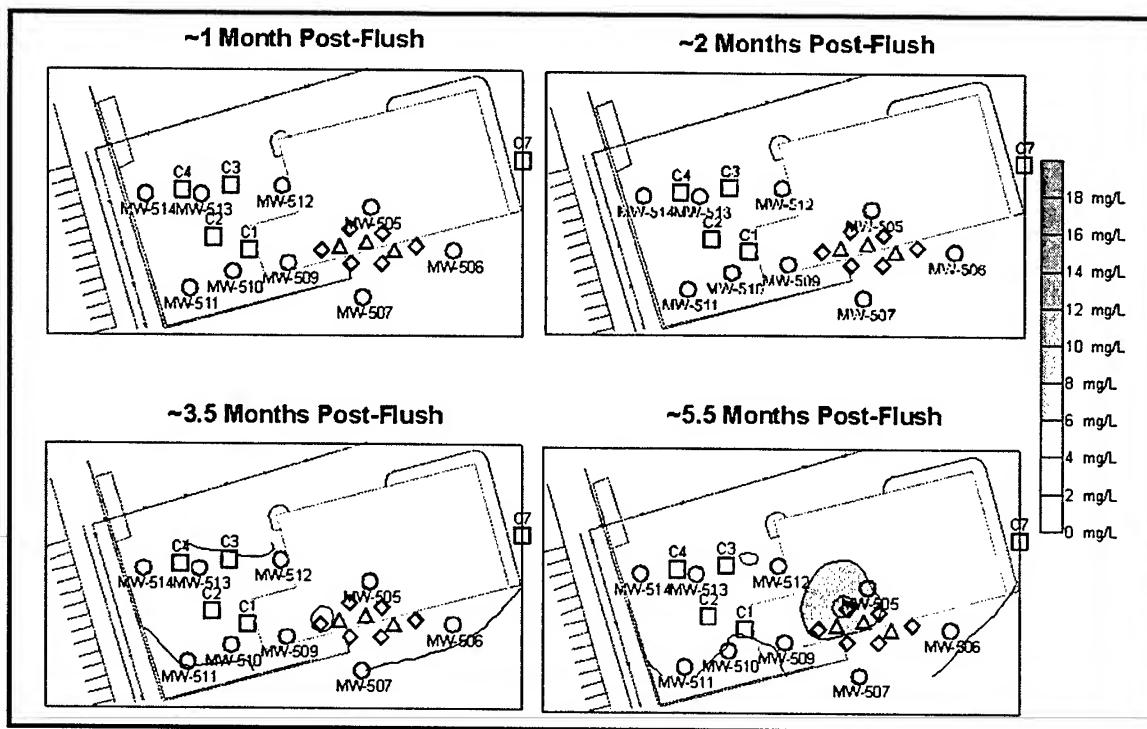 ~1 Month Post-Flush
~2 Months Post-Flush
C7
C4 C3
MW-514 MW-513 MW-512
C2 C1
MW-505
MW-509 MW-506
MW-510
MW-511 MW-507
C7
C4 C3
MW-514 MW-513 MW-512
C2 C1
MW-505
MW-509 MW-506
MW-510
MW-511 MW-507
18 mg/L
16 mg/L
14 mg/L
12 mg/L
10 mg/L
8 mg/L
6 mg/L
4 mg/L
2 mg/L
0 mg/L
~3.5 Months Post-Flush
~5.5 Months Post-Flush
C7
C4 C3
MW-514 MW-513 MW-512
C2 C1
MW-505
MW-509 MW-506
MW-510
MW-511 MW-507
C7
C4 C3
MW-514 MW-513 MW-512
C2 C1
MW-505
MW-509 MW-506
MW-510
MW-511 MW-507